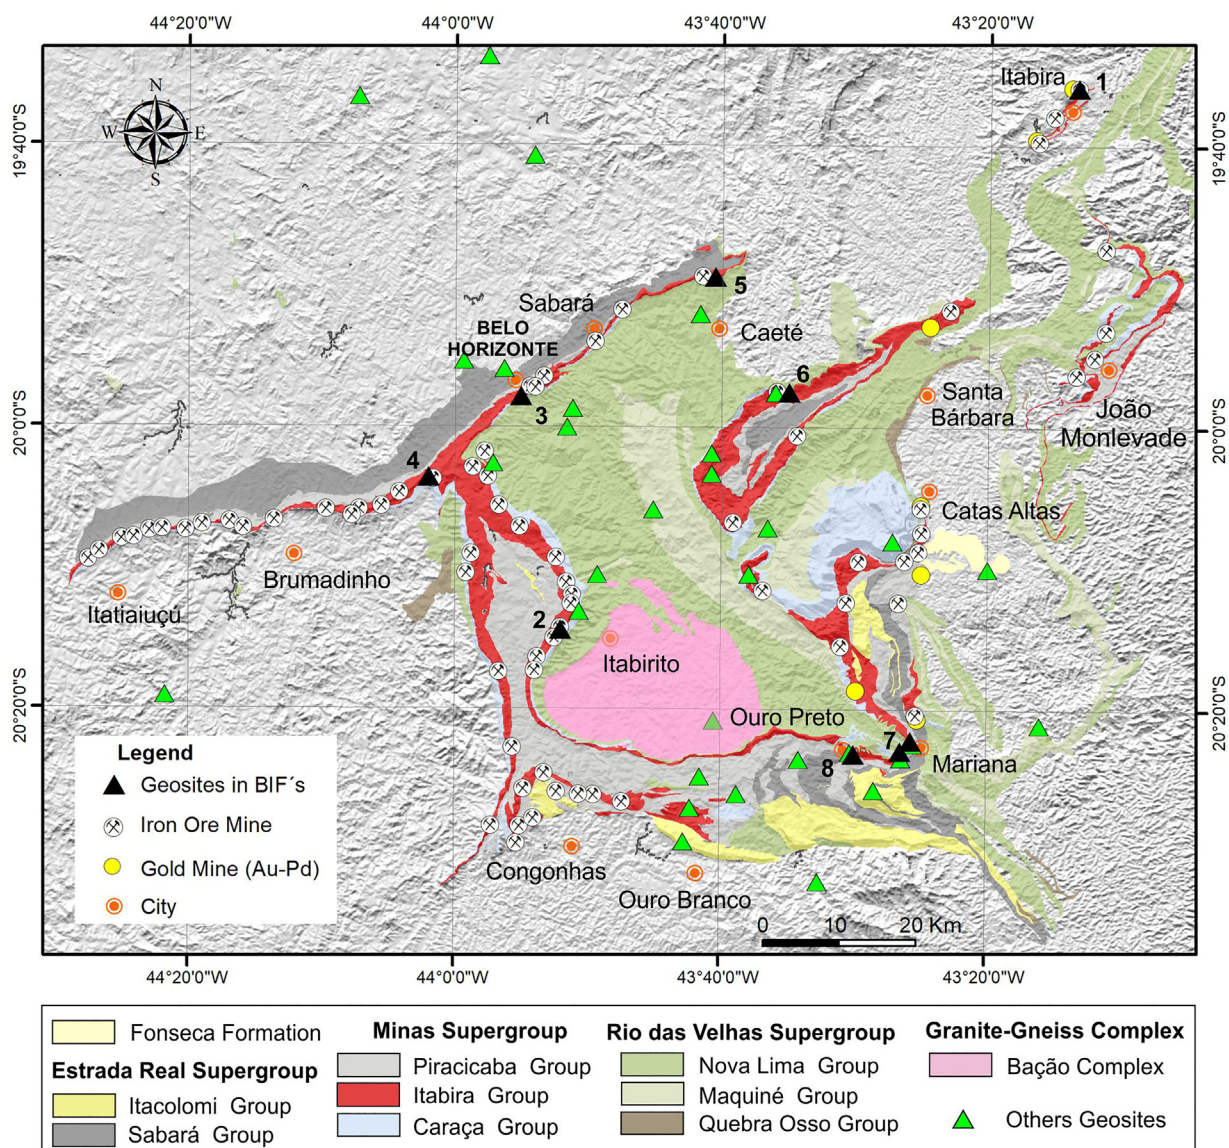 44°20'0"W 44°0'0"W 43°40'0"W 43°20'0"W
N
W E
S
19°40'0"S
19°40'0"S
Itabira 1
5
Sabará
Caeté
BELO
HORIZONTE
6
3
Santa
Bárbara
João
Monlevade
20°0'0"S
20°0'0"S
4
Catas Altas
Brumadinho
Itatiaiuçú
2
Itabirito
20°20'0"S
20°20'0"S
Ouro Preto
7
8
Mariana
Congonhas
Ouro Branco
0 10 20 Km
Legend
Geosites in BIF´s
Iron Ore Mine
Gold Mine (Au-Pd)
City
44°20'0"W 44°0'0"W 43°40'0"W 43°20'0"W
Fonseca Formation
Estrada Real Supergroup
Itacolomi Group
Sabará Group
Minas Supergroup
Piracicaba Group
Itabira Group
Caraça Group
Rio das Velhas Supergroup
Nova Lima Group
Maquiné Group
Quebra Osso Group
Granite-Gneiss Complex
Bação Complex
Others Geosites